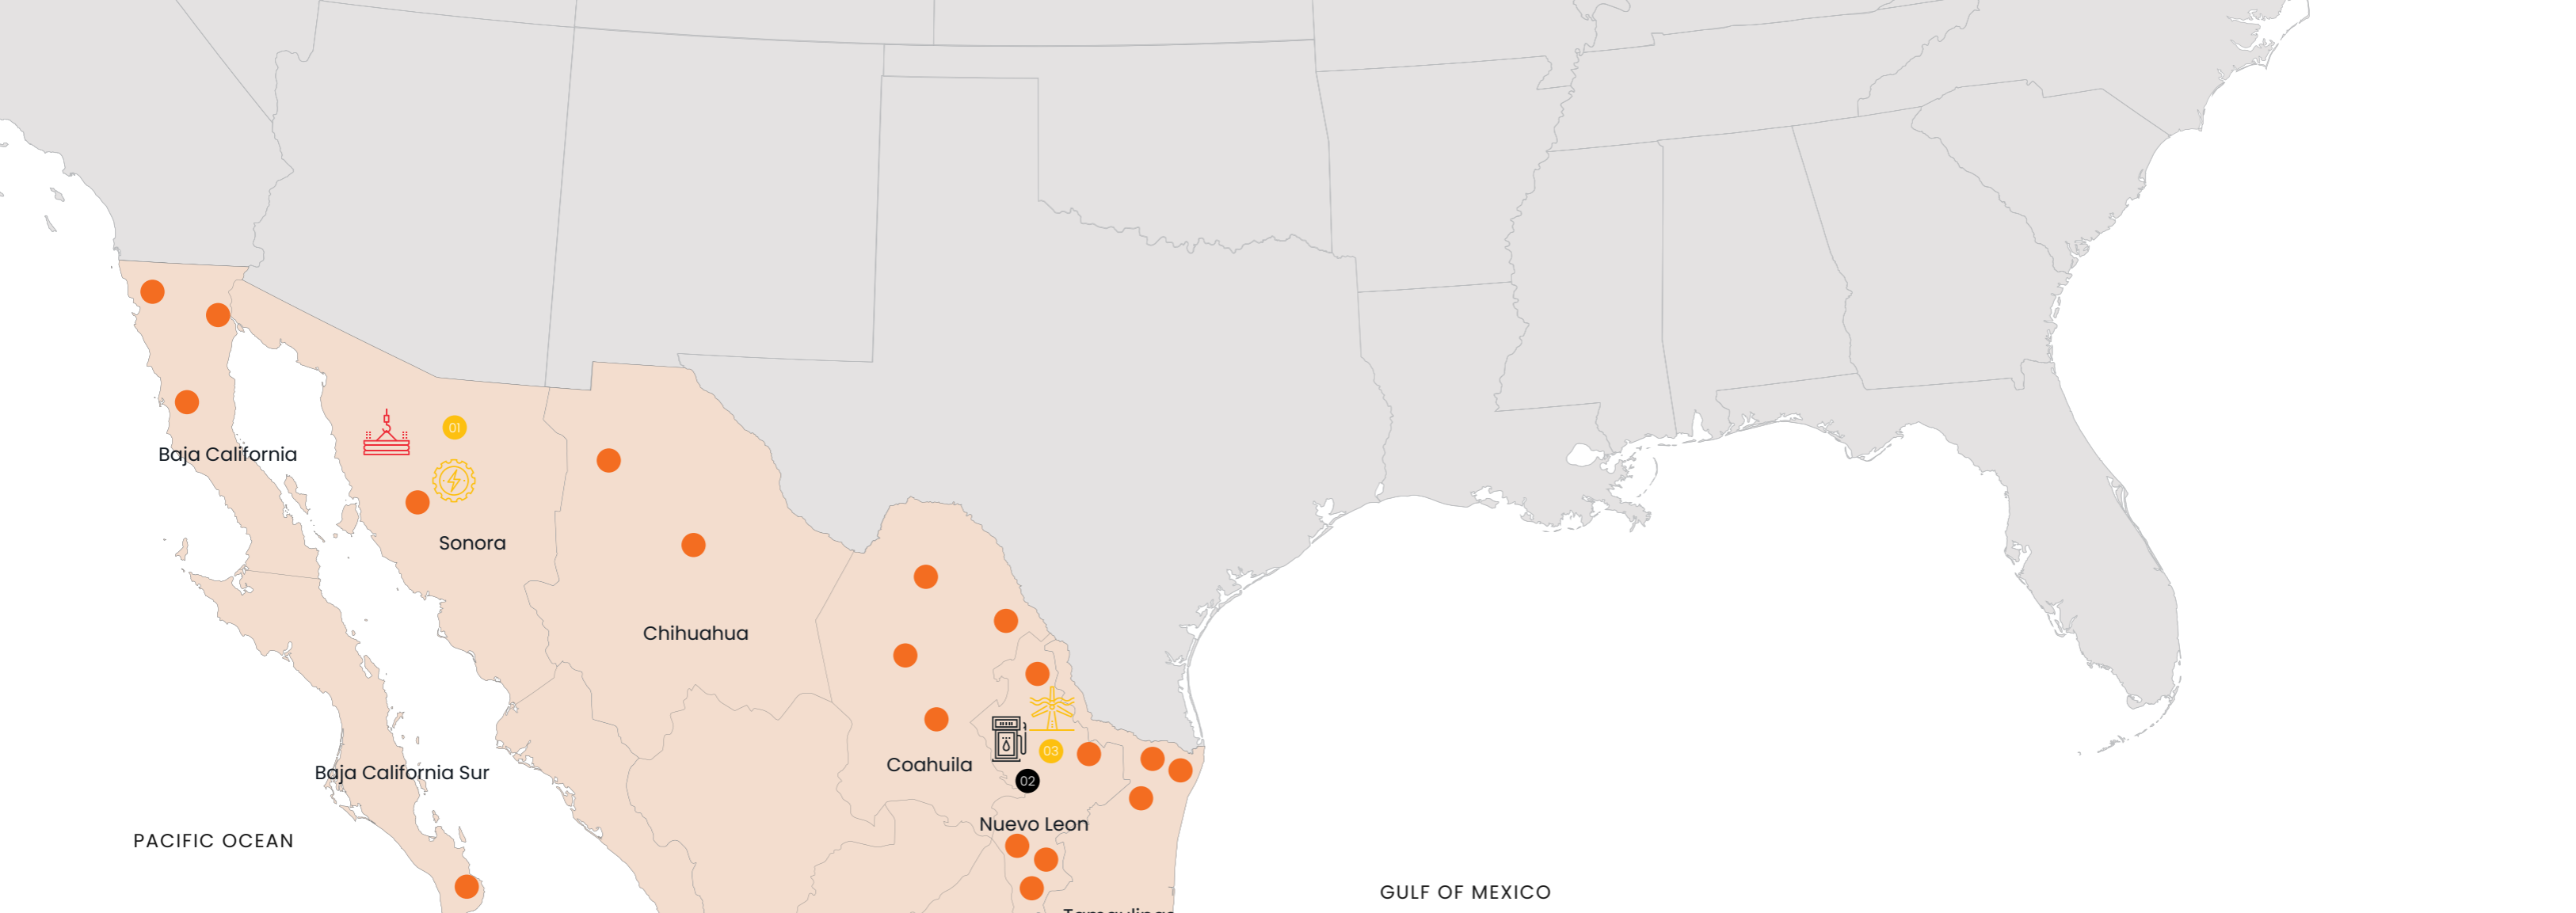 01
Baja California
Sonora
Chihuahua
03
Coahuila
Baja California Sur
02
Nuevo Leon
PACIFIC OCEAN
GULF OF MEXICO